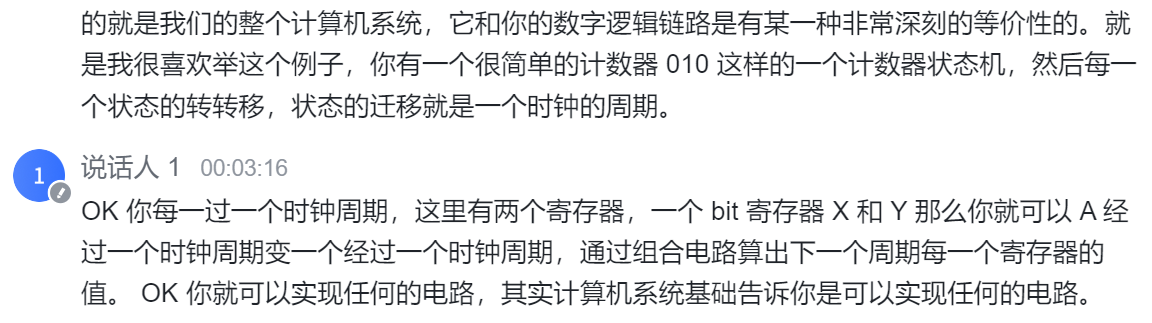 的就是我们的整个计算机系统，它和你的数字逻辑链路是有某一种非常深刻的等价性的。就
是我很喜欢举这个例子，你有一个很简单的计数器 010 这样的一个计数器状态机，然后每一
个状态的转转移，状态的迁移就是一个时钟的周期。
1 说话人 1 00:03:16
OK 你每一过一个时钟周期，这里有两个寄存器，一个 bit 寄存器 X 和 Y 那么你就可以 A 经
过一个时钟周期变一个经过一个时钟周期，通过组合电路算出下一个周期每一个寄存器的
值。 OK 你就可以实现任何的电路，其实计算机系统基础告诉你是可以实现任何的电路。